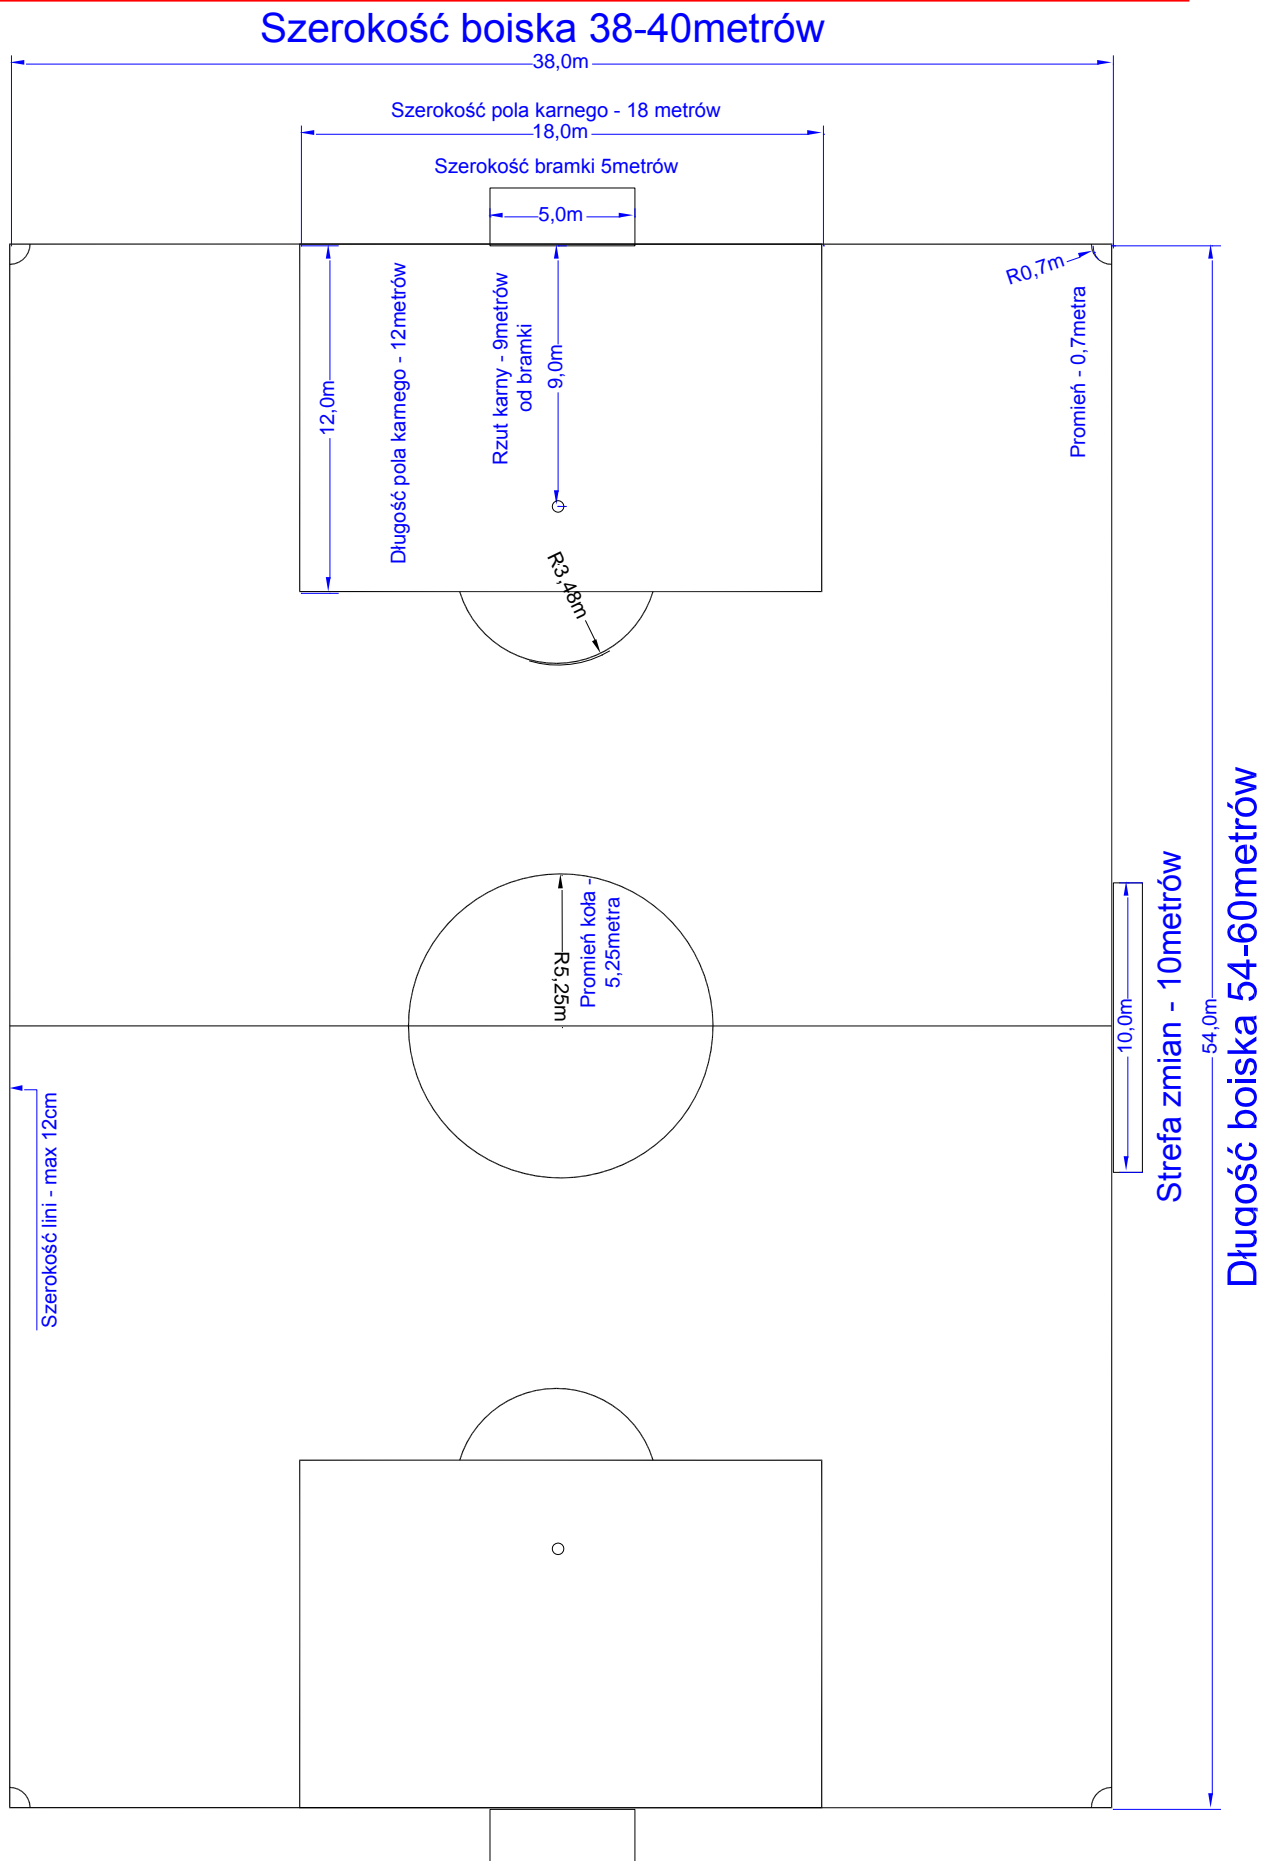 Szerokość boiska 38-40metrów
38,0m
Szerokość pola karnego - 18 metrów
18,0m
Szerokość bramki 5metrów
5,0m
12,0m
Długość pola karnego - 12metrów
Rzut karny - 9metrów
od bramki
9,0m
R0,7m
Promień - 0,7metra
R3,48m
R5,25m
Promień koła -
5,25metra
10,0m
Strefa zmian - 10metrów
54,0m
Długość boiska 54-60metrów
Szerokość lini - max 12cm